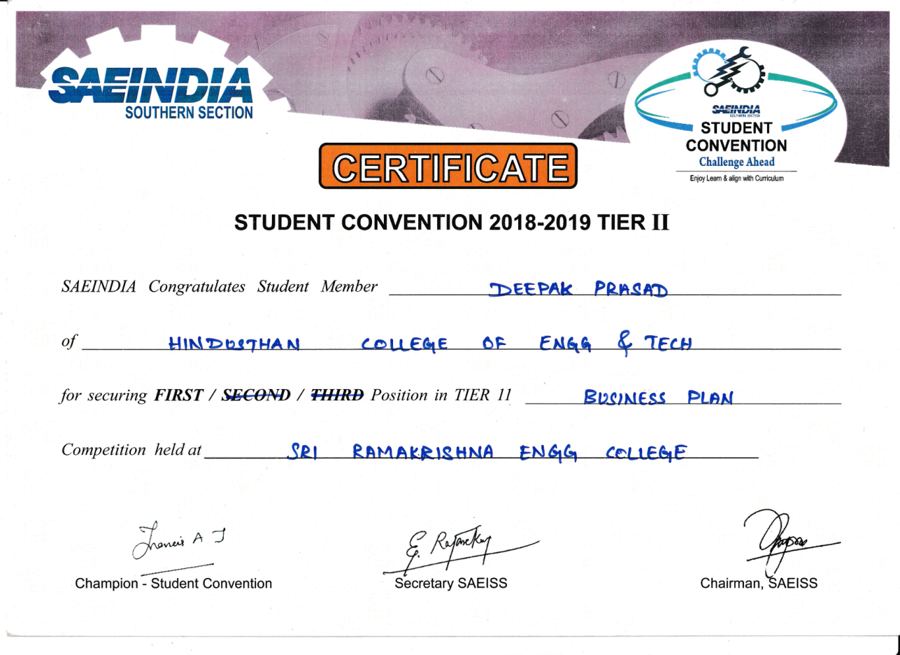 SAEINDIA
SOUTHERN SECTION
SAEINDIA
SOUTHERN SECTION
STUDENT
CONVENTION
Challenge Ahead
Enjoy Learn & align with Curriculum
CERTIFICATE
STUDENT CONVENTION 2018-2019 TIER II
SAEINDIA Congratulates Student Member DEEPAK PRASAD
of HINDUSTHAN COLLEGE OF ENGG & TECH
for securing FIRST / SECOND / THIRD Position in TIER 11 BUSINESS PLAN
Competition held at SRI RAMAKRISHNA ENGG COLLEGE
Francis A J
Champion - Student Convention
Secretary SAEISS
Chairman, SAEISS